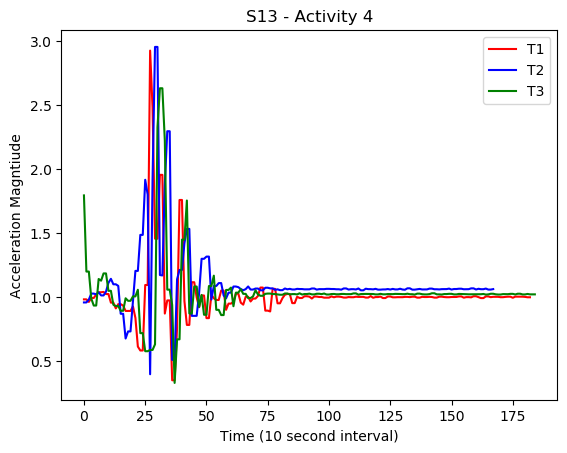 S13 - Activity 4
T1
T2
T3
Acceleration Magntiude
3.0
2.5
2.0
1.5
1.0
0.5
0 25 50 75 100 125 150 175
Time (10 second interval)